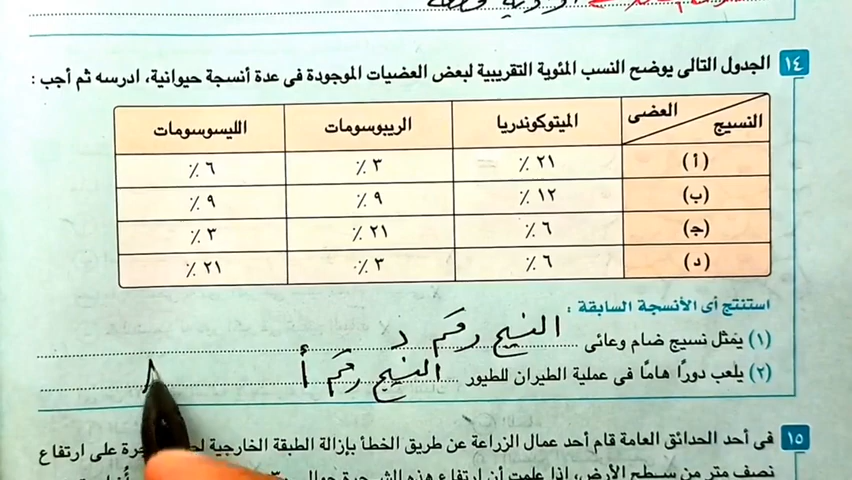 ١٤ الجدول التالى يوضح النسب المئوية التقريبية لبعض العضيات الموجودة فى عدة أنسجة حيوانية، ادرسه ثم أجب :
العضى النسيج الميتوكوندريا الريبوسومات الليسوسومات
(أ) ٢١ ٪ ٣ ٪ ٦ ٪
(ب) ١٢ ٪ ٩ ٪ ٩ ٪
(ج) ٦ ٪ ٢١ ٪ ٣ ٪
(د) ٦ ٪ ٣ ٪ ٢١ ٪
استنتج أى الأنسجة السابقة :
(١) يمثل نسيج ضام وعائى النسيج رقم د
(٢) يلعب دورًا هامًا فى عملية الطيران للطيور النسيج رقم أ
١٥ فى أحد الحدائق العامة قام أحد عمال الزراعة عن طريق الخطأ بإزالة الطبقة الخارجية على ارتفاع
نصف متر من سطح الأرض، إذا علمت أن ارتفاع هذه الشجرة